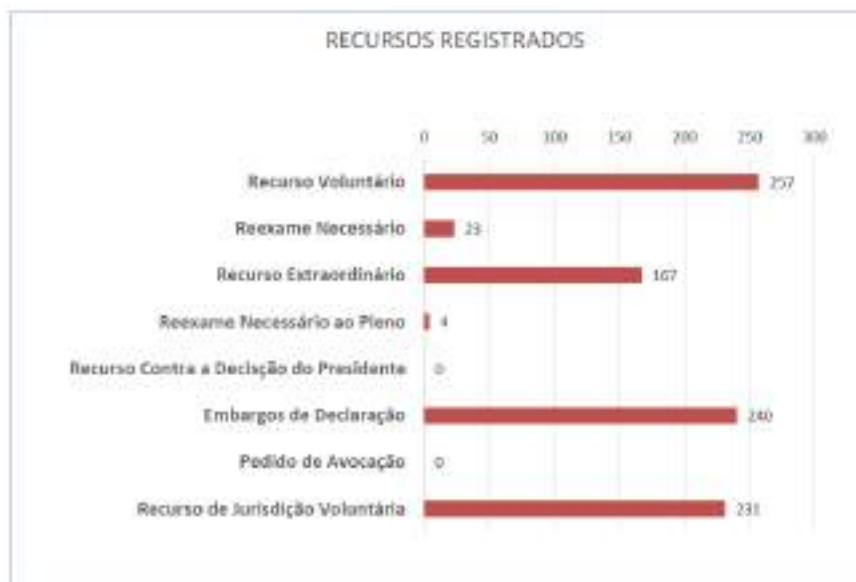 RECURSOS REGISTRADOS
0 50 100 150 200 250 300
Recurso Voluntário 257
Reexame Necessário 23
Recurso Extraordinário 167
Reexame Necessário ao Pleno 4
Recurso Contra a Decisção do Presidente 0
Embargos de Declaração 240
Pedido de Avocação 0
Recurso de Jurisdição Voluntária 231